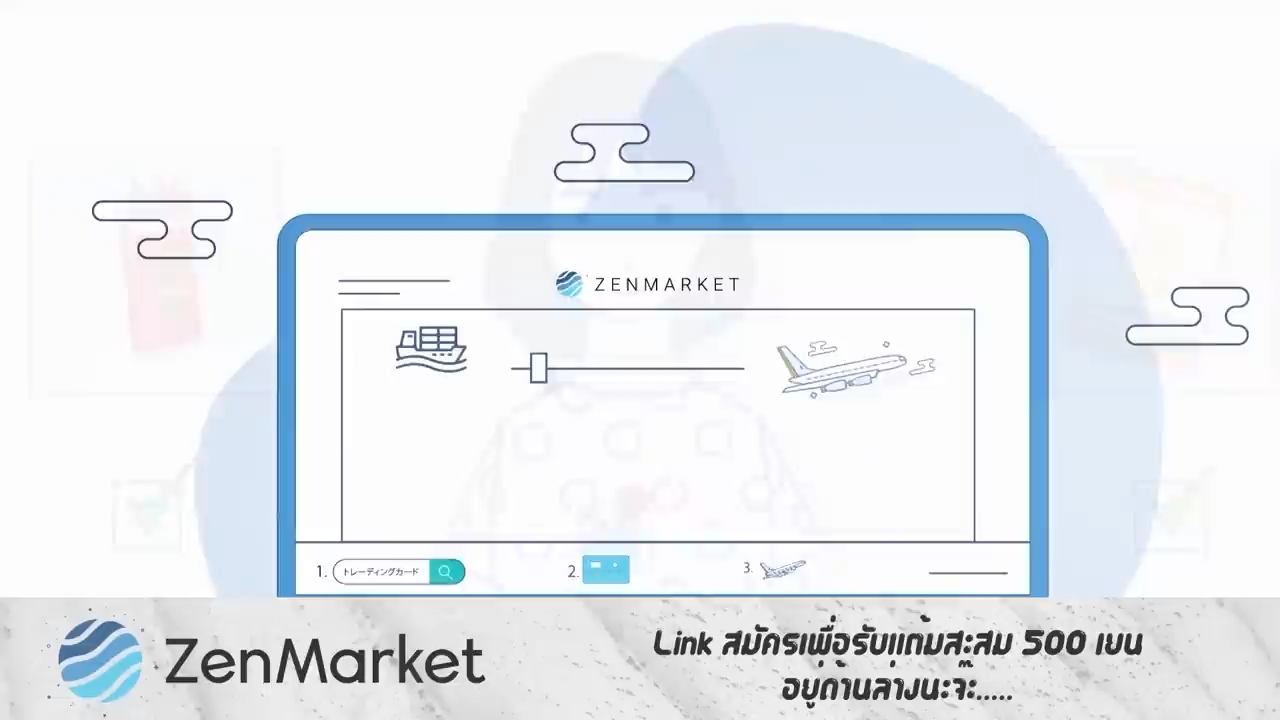 ZENMARKET
1. トレーディングカード
2.
3.
ZenMarket
Link สมัครเพื่อรับแต้มสะสม 500 เยน
อยู่ด้านล่างนะจ๊ะ.....